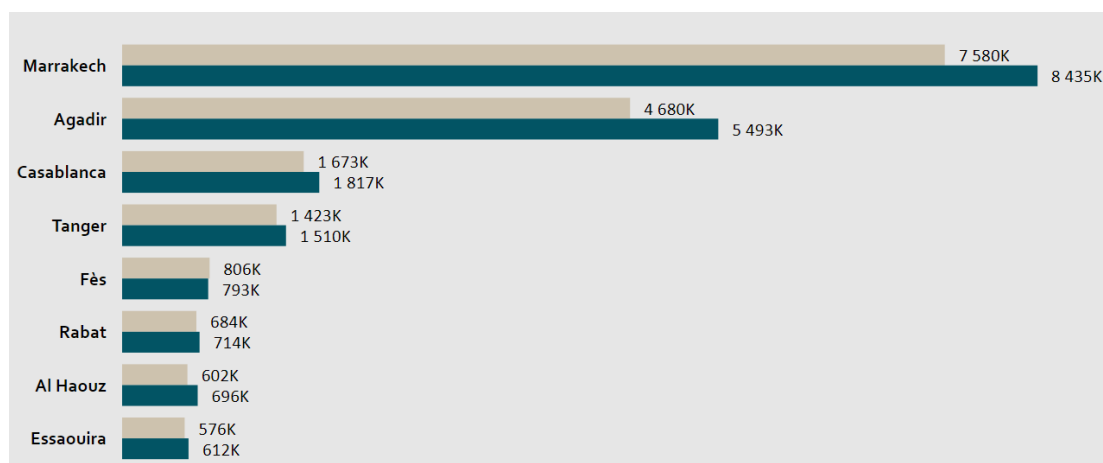 Marrakech
7 580K
8 435K
Agadir
4 680K
5 493K
Casablanca
1 673K
1 817K
Tanger
1 423K
1 510K
Fès
806K
793K
Rabat
684K
714K
Al Haouz
602K
696K
Essaouira
576K
612K